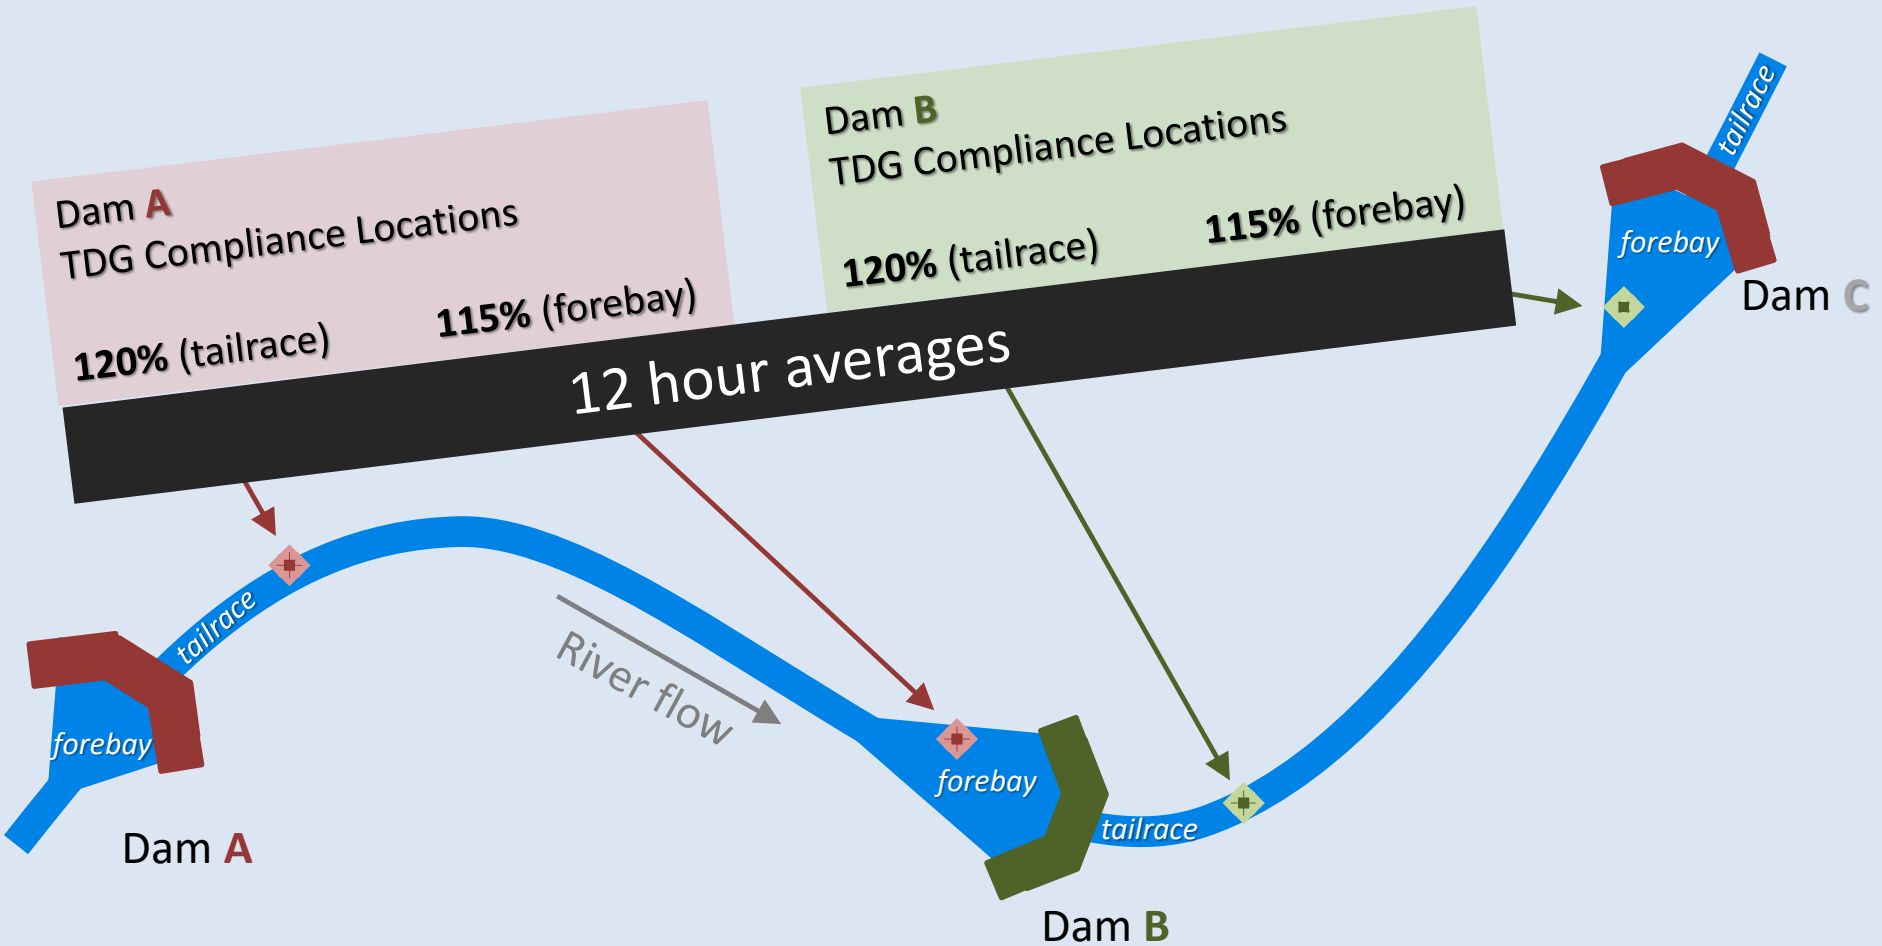 Dam A
TDG Compliance Locations
120% (tailrace) 115% (forebay)
Dam B
TDG Compliance Locations
120% (tailrace) 115% (forebay)
12 hour averages
tailrace
forebay
Dam C
tailrace
River flow
forebay
Dam A
forebay
tailrace
Dam B